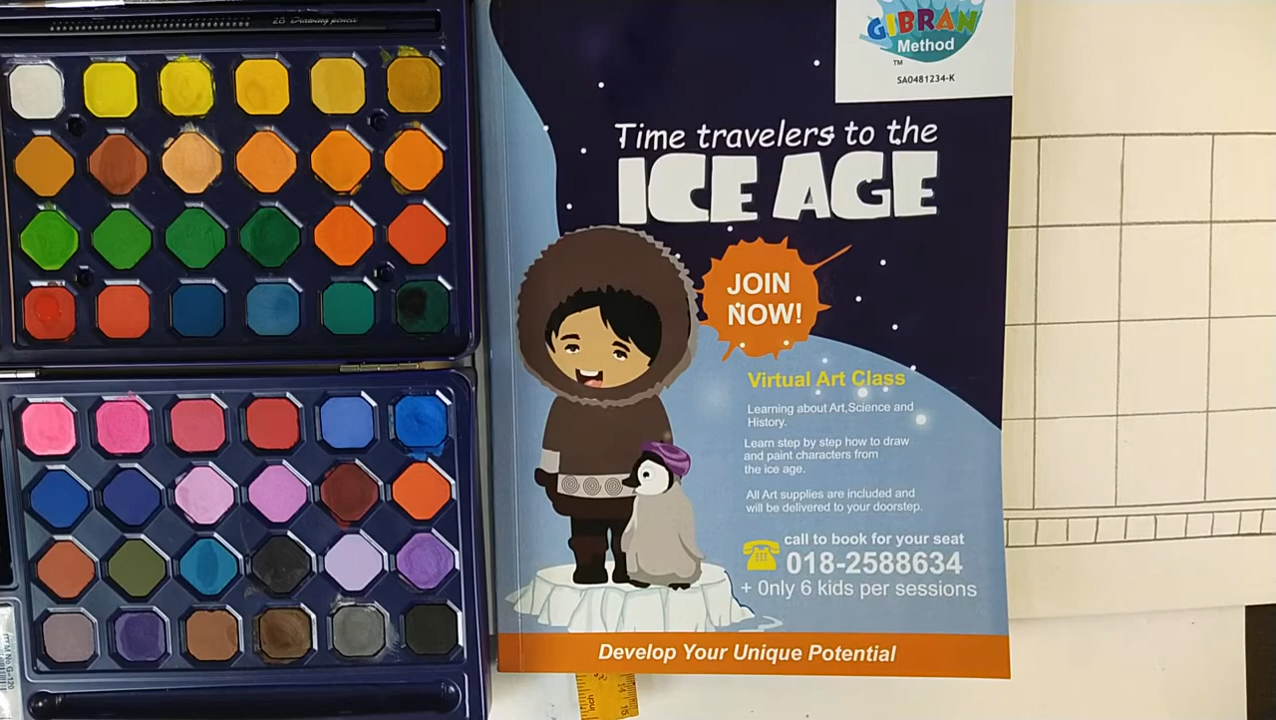 2B Drawing pencil
GIBRAN
Method
TM
SA0481234-K
Time travelers to the
ICE AGE
JOIN
NOW!
Virtual Art Class
Learning about Art,Science and
History.
Learn step by step how to draw
and paint characters from
the ice age.
All Art supplies are included and
will be delivered to your doorstep.
call to book for your seat
018-2588634
+ Only 6 kids per sessions
Develop Your Unique Potential
inch
14
15